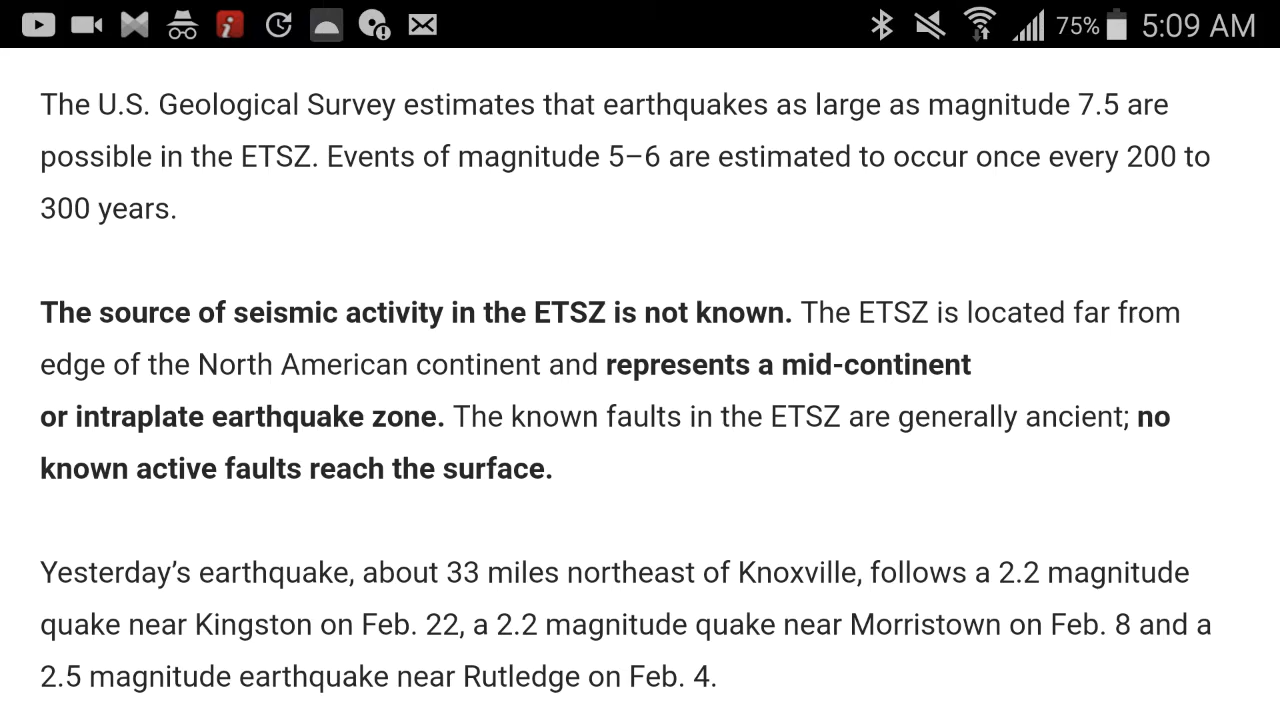 75% 5:09 AM
The U.S. Geological Survey estimates that earthquakes as large as magnitude 7.5 are
possible in the ETSZ. Events of magnitude 5–6 are estimated to occur once every 200 to
300 years.
The source of seismic activity in the ETSZ is not known. The ETSZ is located far from
edge of the North American continent and represents a mid-continent
or intraplate earthquake zone. The known faults in the ETSZ are generally ancient; no
known active faults reach the surface.
Yesterday’s earthquake, about 33 miles northeast of Knoxville, follows a 2.2 magnitude
quake near Kingston on Feb. 22, a 2.2 magnitude quake near Morristown on Feb. 8 and a
2.5 magnitude earthquake near Rutledge on Feb. 4.